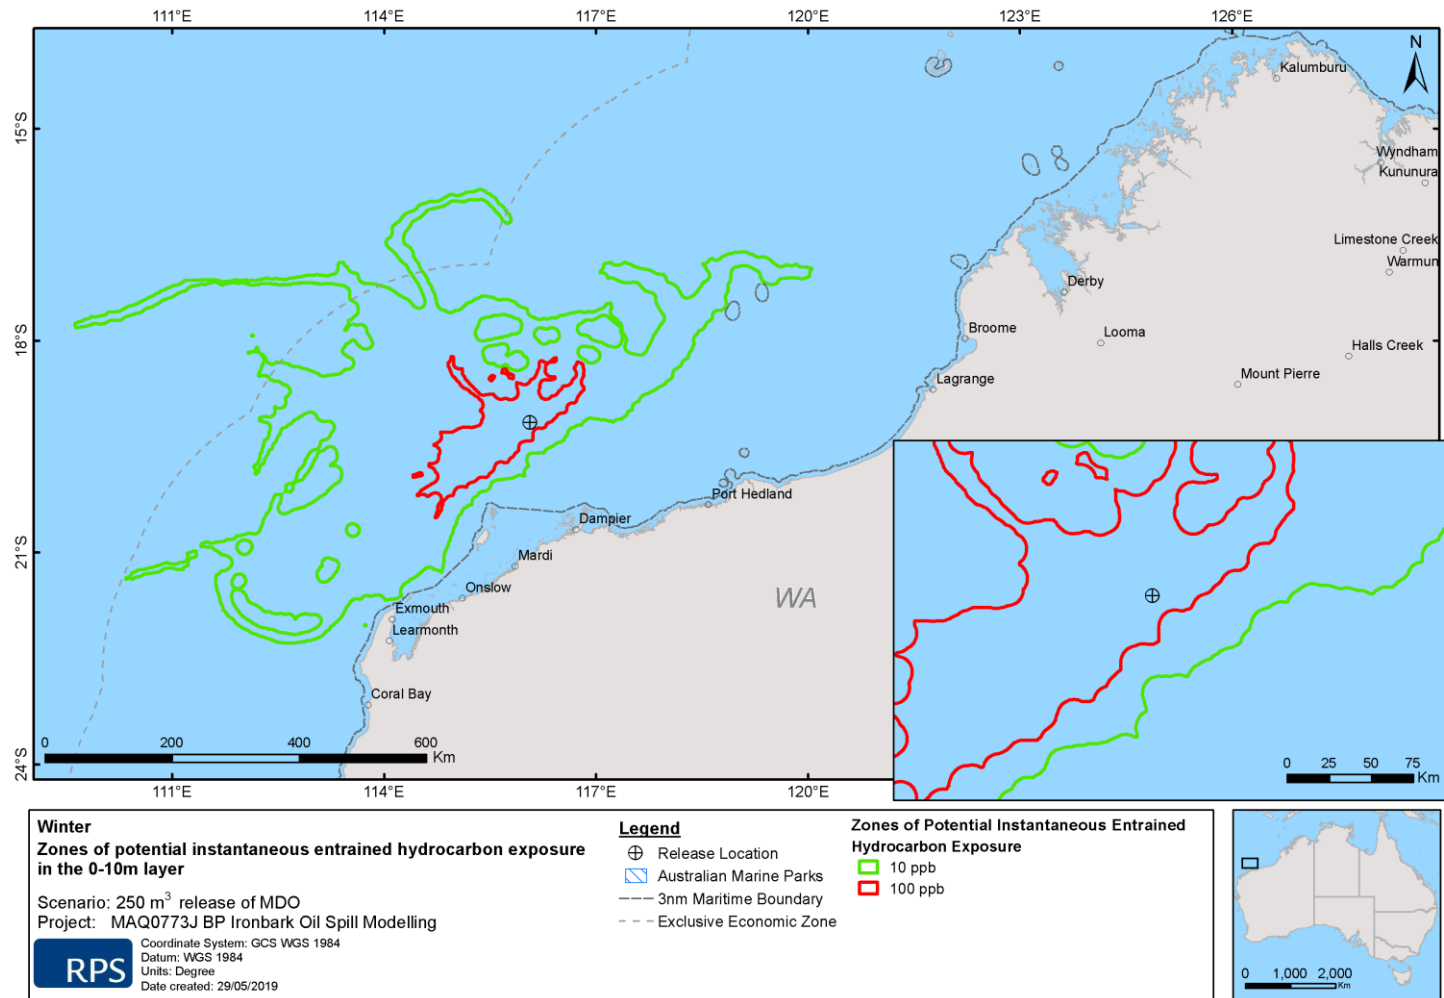 111°E 114°E 117°E 120°E 123°E 126°E
N
Kalumburu
15°S
Wyndham
Kununura
Limestone Creek
Warmun
Derby
18°S
Broome
Looma
Halls Creek
Lagrange
Mount Pierre
Port Hedland
Dampier
21°S
Mardi
WA
Onslow
Exmouth
Learmonth
Coral Bay
0 200 400 600
Km
24°S
0 25 50 75
Km
111°E 114°E 117°E 120°E
Winter
Zones of potential instantaneous entrained hydrocarbon exposure
in the 0-10m layer
Scenario: 250 m³ release of MDO
Project: MAQ0773J BP Ironbark Oil Spill Modelling
RPS
Coordinate System: GCS WGS 1984
Datum: WGS 1984
Units: Degree
Date created: 29/05/2019
Legend
Release Location
Australian Marine Parks
3nm Maritime Boundary
Exclusive Economic Zone
Zones of Potential Instantaneous Entrained
Hydrocarbon Exposure
10 ppb
100 ppb
0 1,000 2,000
Km